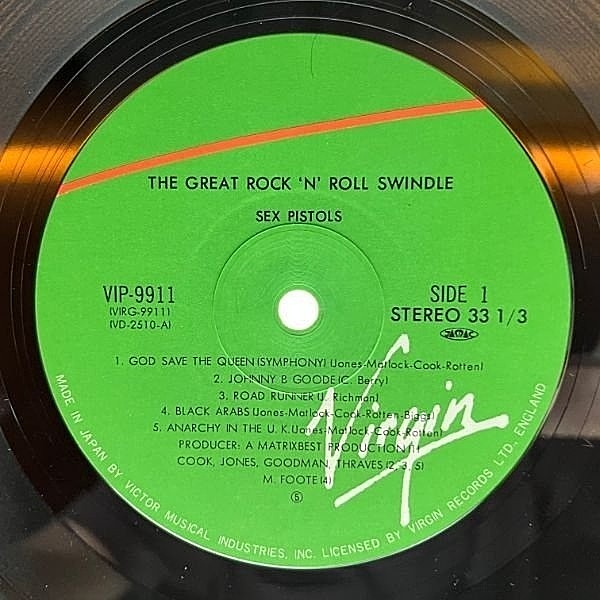 THE GREAT ROCK 'N' ROLL SWINDLE
SEX PISTOLS
VIP-9911
(VIRG-9911)
(VD-2510-A)
SIDE 1
STEREO 33 1/3
1. GOD SAVE THE QUEEN (SYMPHONY) (Jones-Matlock-Cook-Rotten)
2. JOHNNY B GOODE (C. Berry)
3. ROAD RUNNER (J. Richman)
4. BLACK ARABS (Jones-Matlock-Cook-Rotten-Biggs)
5. ANARCHY IN THE U.K. (Jones-Matlock-Cook-Rotten)
PRODUCER: A MATRIXBEST PRODUCTION (1)
COOK, JONES, GOODMAN, THRAVES (2, 3, 5)
M. FOOTE (4)
Virgin
MADE IN JAPAN BY VICTOR MUSICAL INDUSTRIES, INC. LICENSED BY VIRGIN RECORDS LTD., ENGLAND